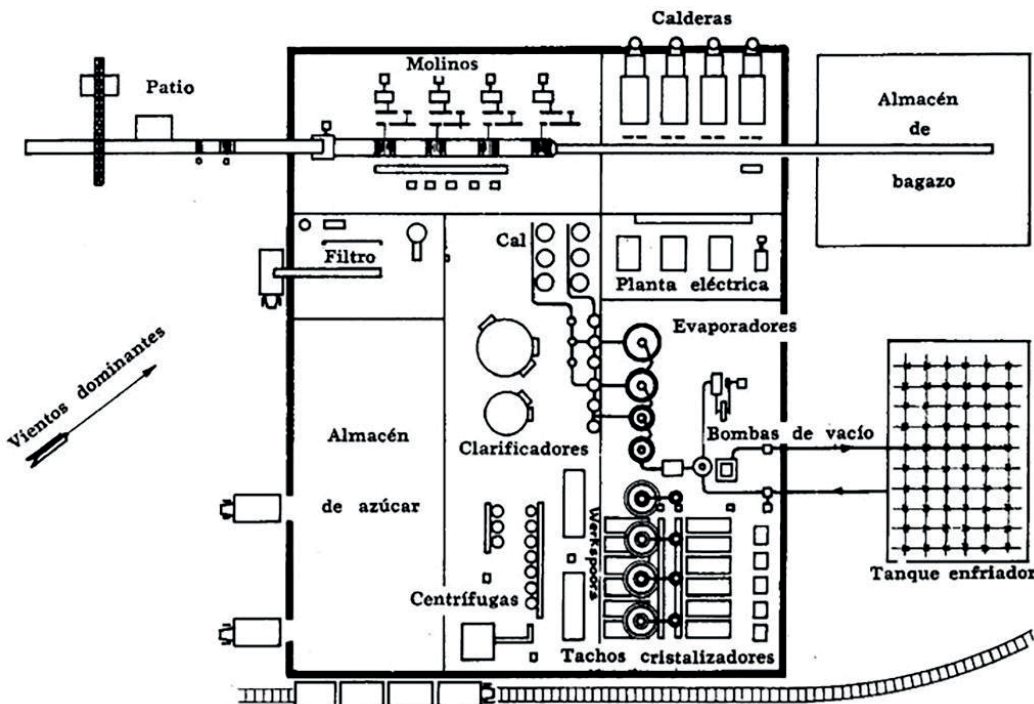 Calderas
Molinos
Patio
Almacén
de
bagazo
Cal
Filtro
Planta eléctrica
Evaporadores
Vientos dominantes
Bombas de vacío
Almacén
de azúcar
Clarificadores
Werkspoors
Tanque enfriador
Centrífugas
Tachos cristalizadores